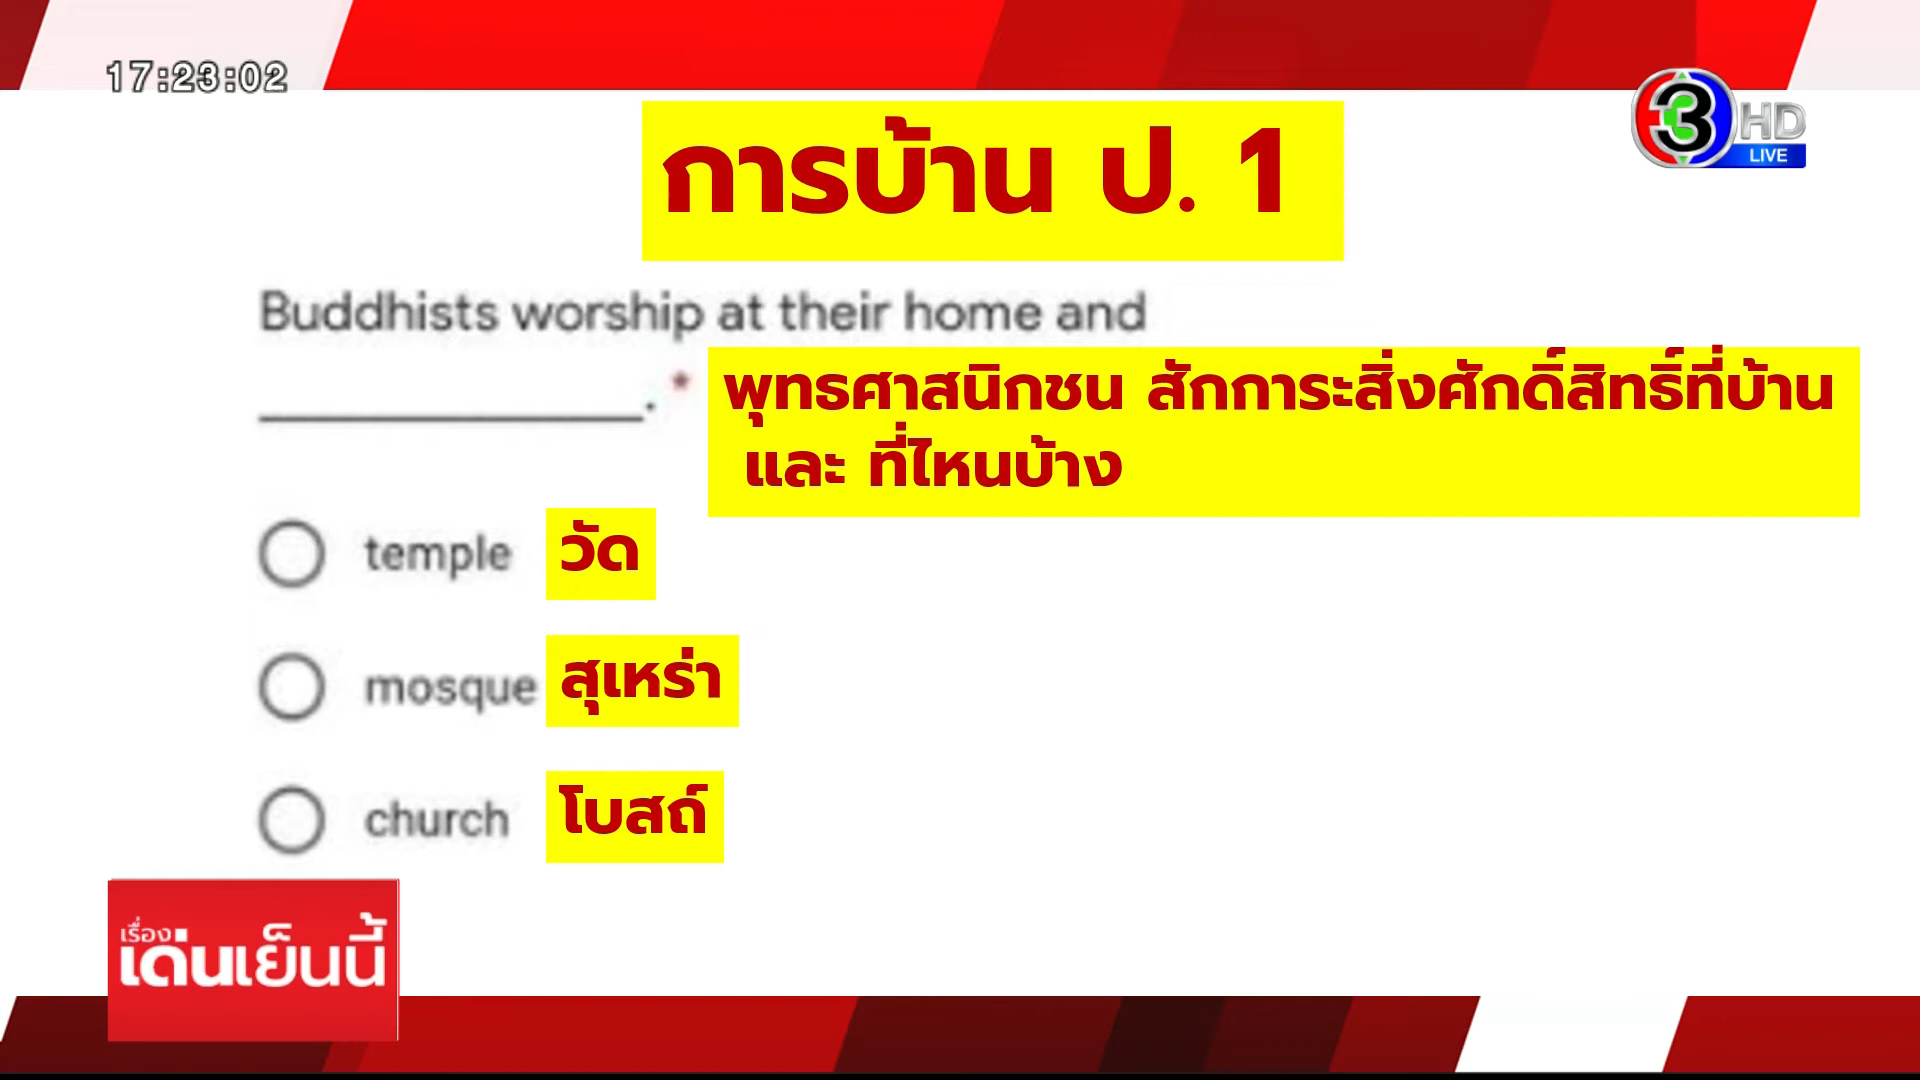 17:23:02
3 HD
LIVE
การบ้าน ป. 1
Buddhists worship at their home and
____________. *
พุทธศาสนิกชน สักการะสิ่งศักดิ์สิทธิ์ที่บ้าน
และ ที่ไหนบ้าง
temple วัด
mosque สุเหร่า
church โบสถ์
เรื่อง
เด่นเย็นนี้